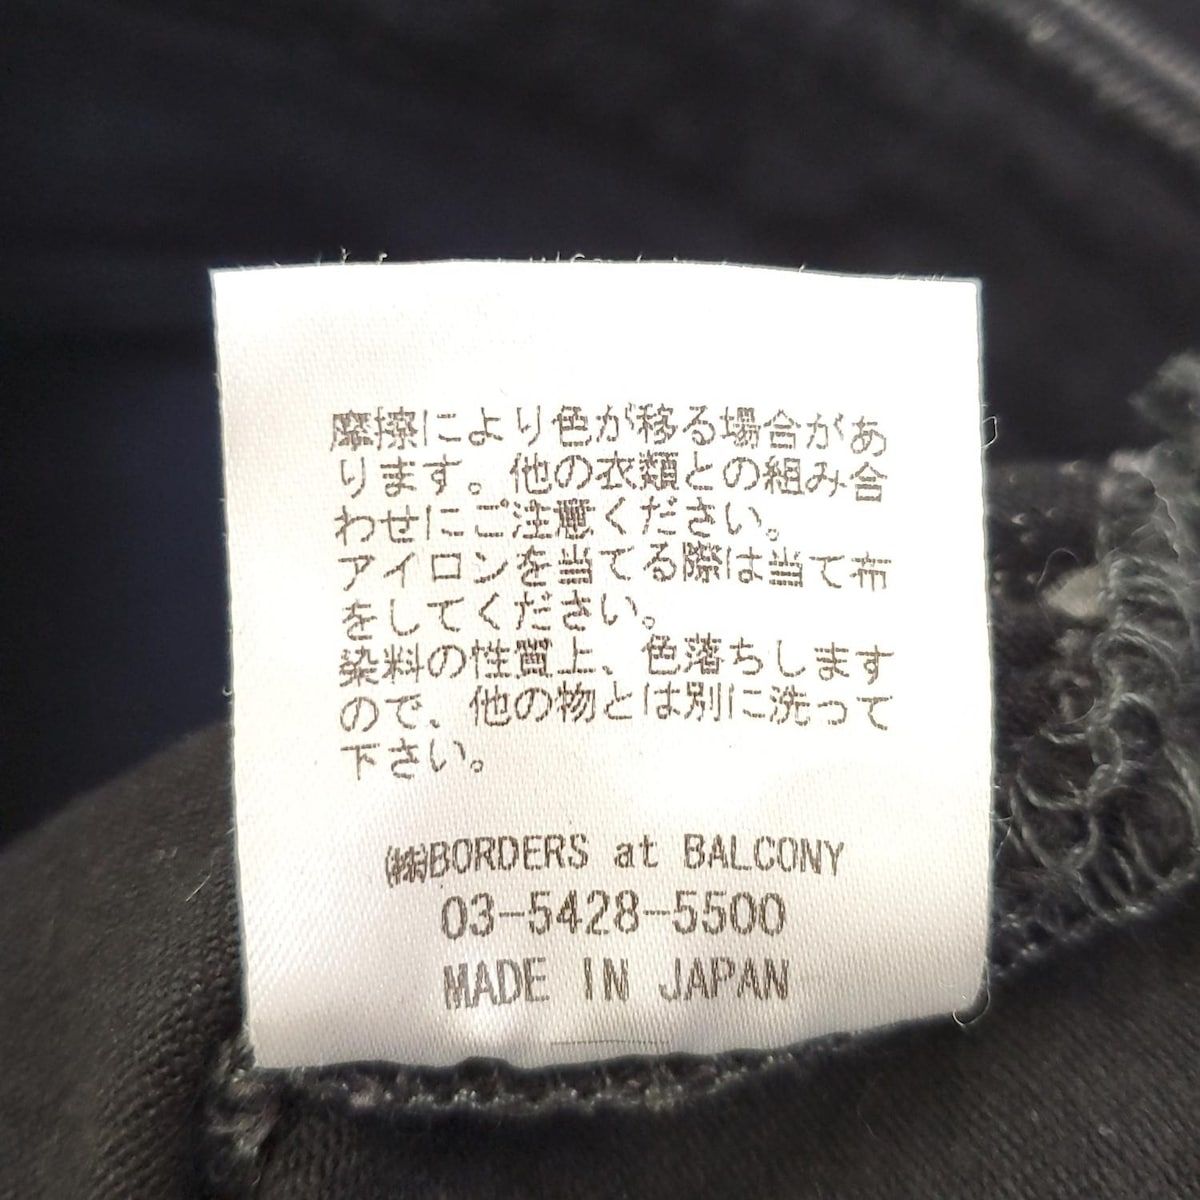 摩擦により色が移る場合があ
ります。他の衣類との組み合
わせにご注意ください。
アイロンを当てる際は当て布
をしてください。
染料の性質上、色落ちします
ので、他の物とは別に洗って
下さい。
㈱BORDERS at BALCONY
03-5428-5500
MADE IN JAPAN